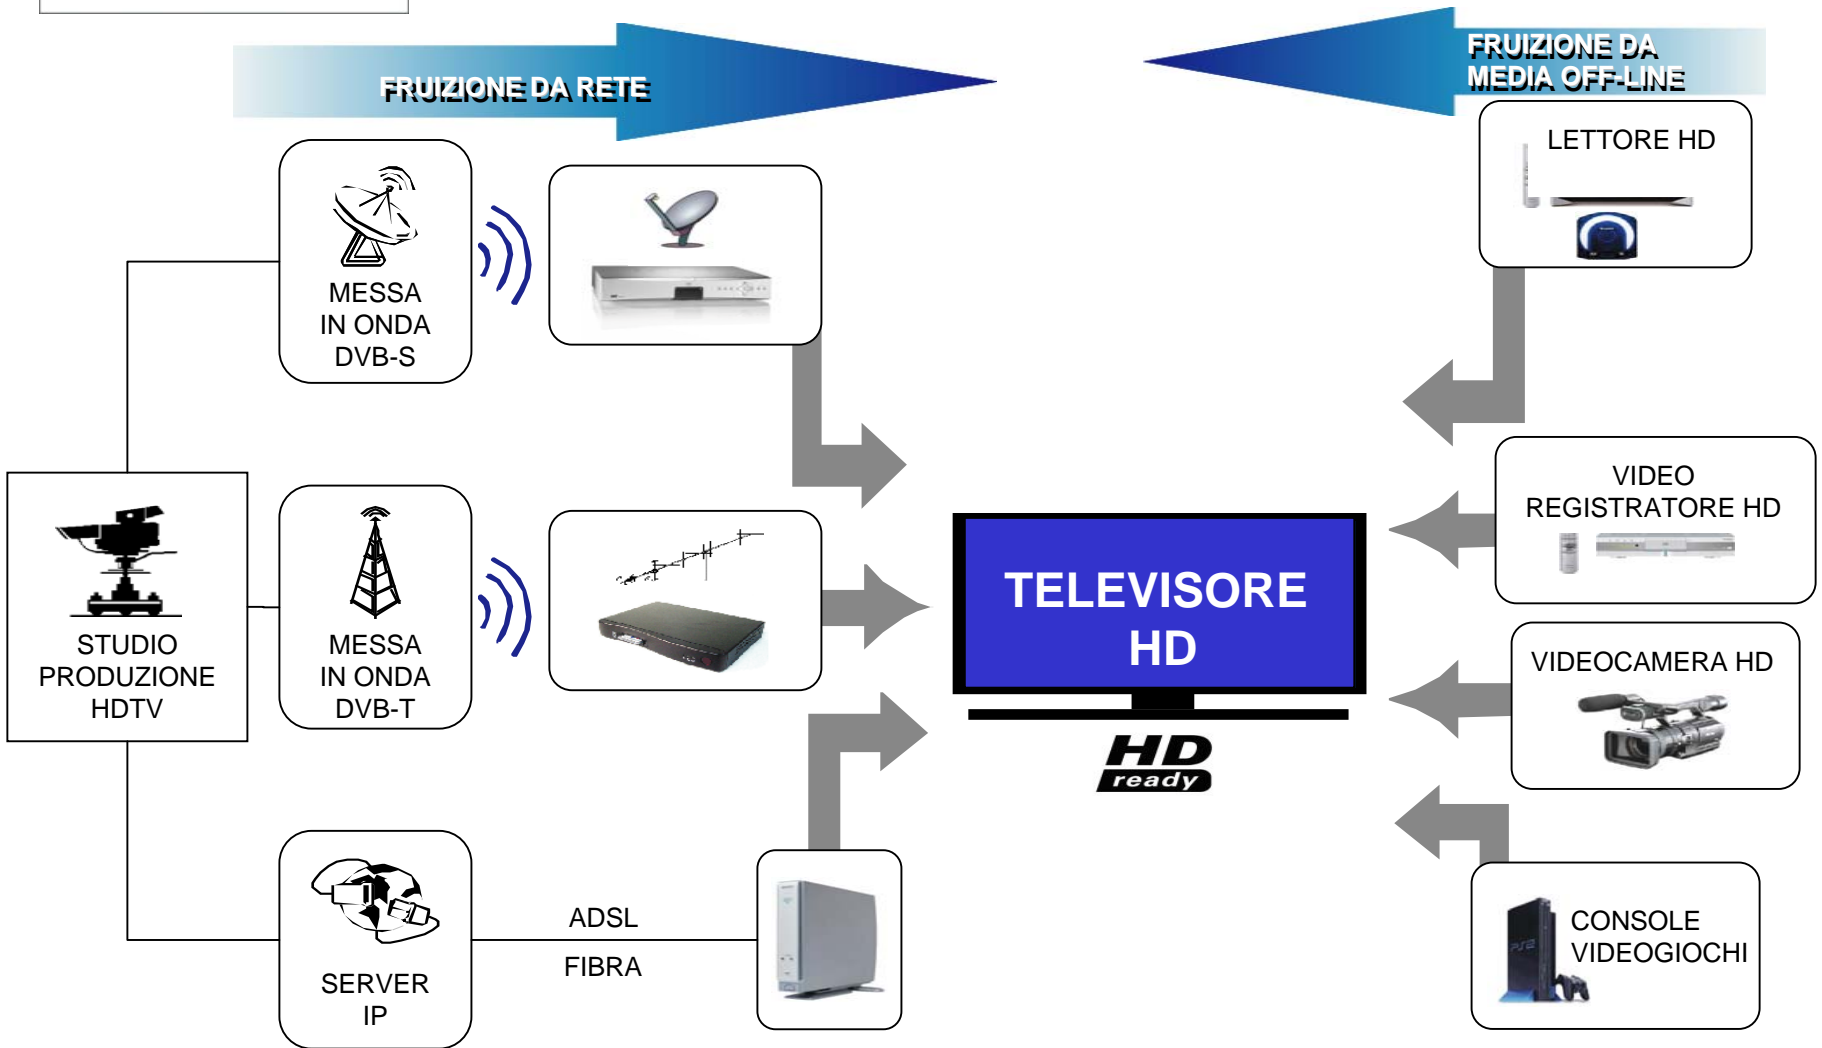 FRUIZIONE DA RETE
FRUIZIONE DA
MEDIA OFF-LINE
MESSA
IN ONDA
DVB-S
LETTORE HD
STUDIO
PRODUZIONE
HDTV
MESSA
IN ONDA
DVB-T
TELEVISORE
HD
HD
ready
VIDEO
REGISTRATORE HD
VIDEOCAMERA HD
SERVER
IP
ADSL
FIBRA
PS2
CONSOLE
VIDEOGIOCHI